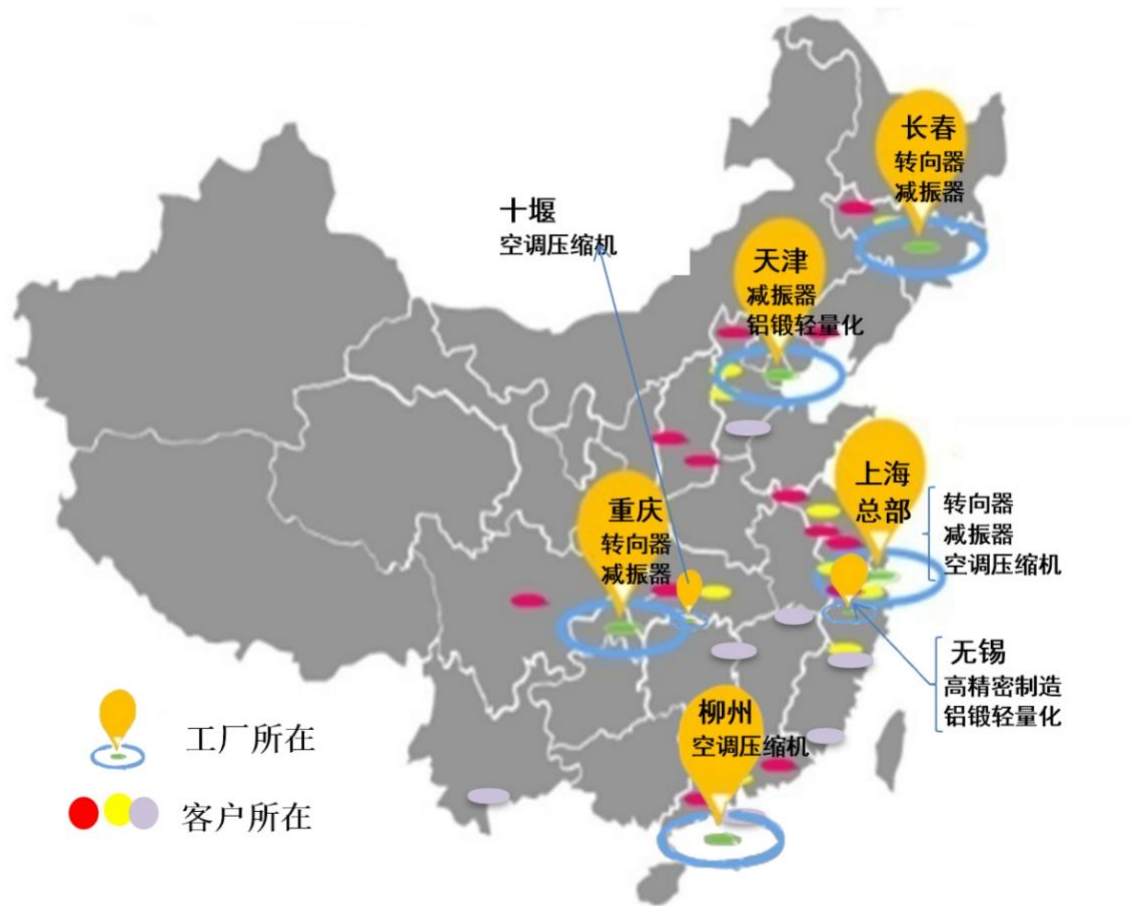 长春
转向器
减振器
十堰
空调压缩机
天津
减振器
铝锻轻量化
上海
总部
转向器
减振器
空调压缩机
重庆
转向器
减振器
无锡
高精密制造
铝锻轻量化
柳州
空调压缩机
工厂所在
客户所在